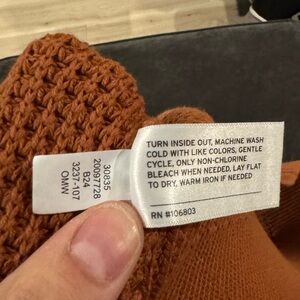 30835
20097728
B24
3237-107
OMW
TURN INSIDE OUT, MACHINE WASH
COLD WITH LIKE COLORS, GENTLE
CYCLE, ONLY NON-CHLORINE
BLEACH WHEN NEEDED, LAY FLAT
TO DRY, WARM IRON IF NEEDED
RN #106803